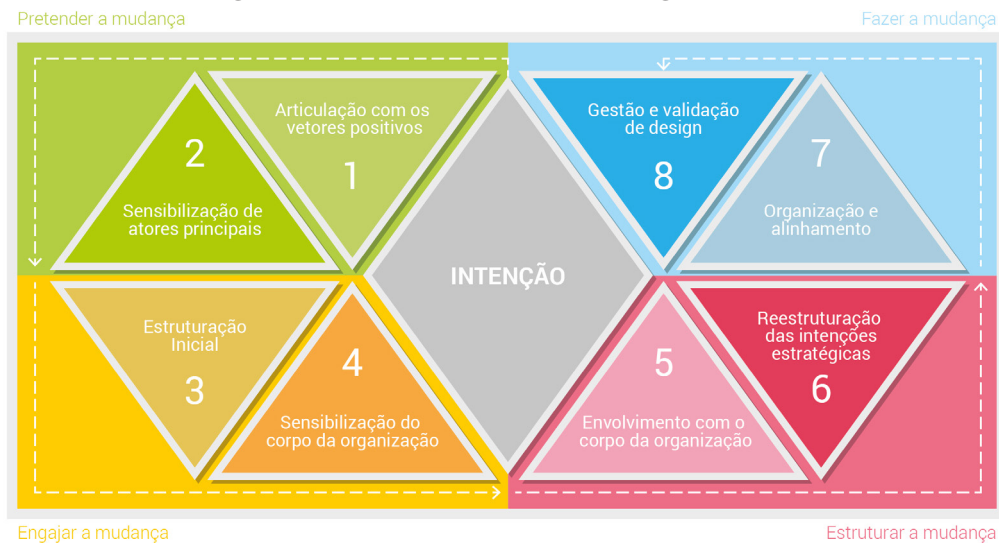 Pretender a mudança
Fazer a mudança
Articulação com os
vetores positivos
1
2
Sensibilização de
atores principais
Gestão e validação
de design
8
7
Organização e
alinhamento
INTENÇÃO
Estruturação
Inicial
3
4
Sensibilização do
corpo da organização
5
Envolvimento com o
corpo da organização
Reestruturação
das intenções
estratégicas
6
Engajar a mudança
Estruturar a mudança